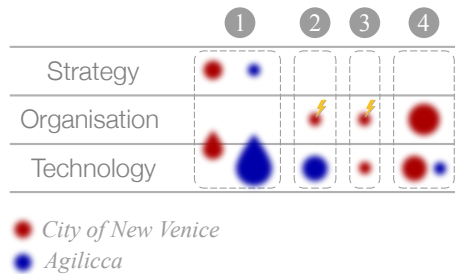 1 2 3 4
Strategy
Organisation
Technology
City of New Venice
Agilicca